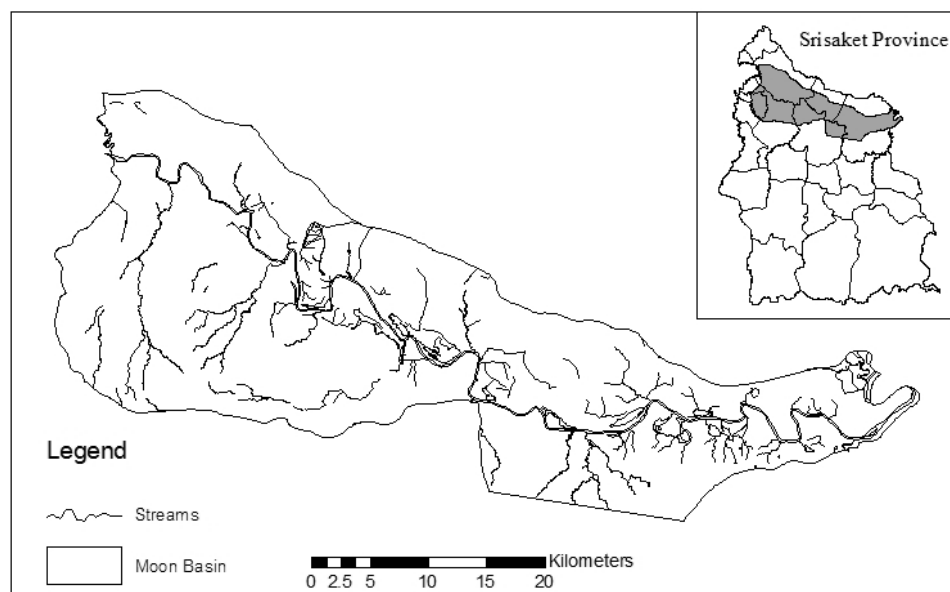 Srisaket Province
Legend
Streams
Moon Basin
Kilometers
0 2.5 5 10 15 20